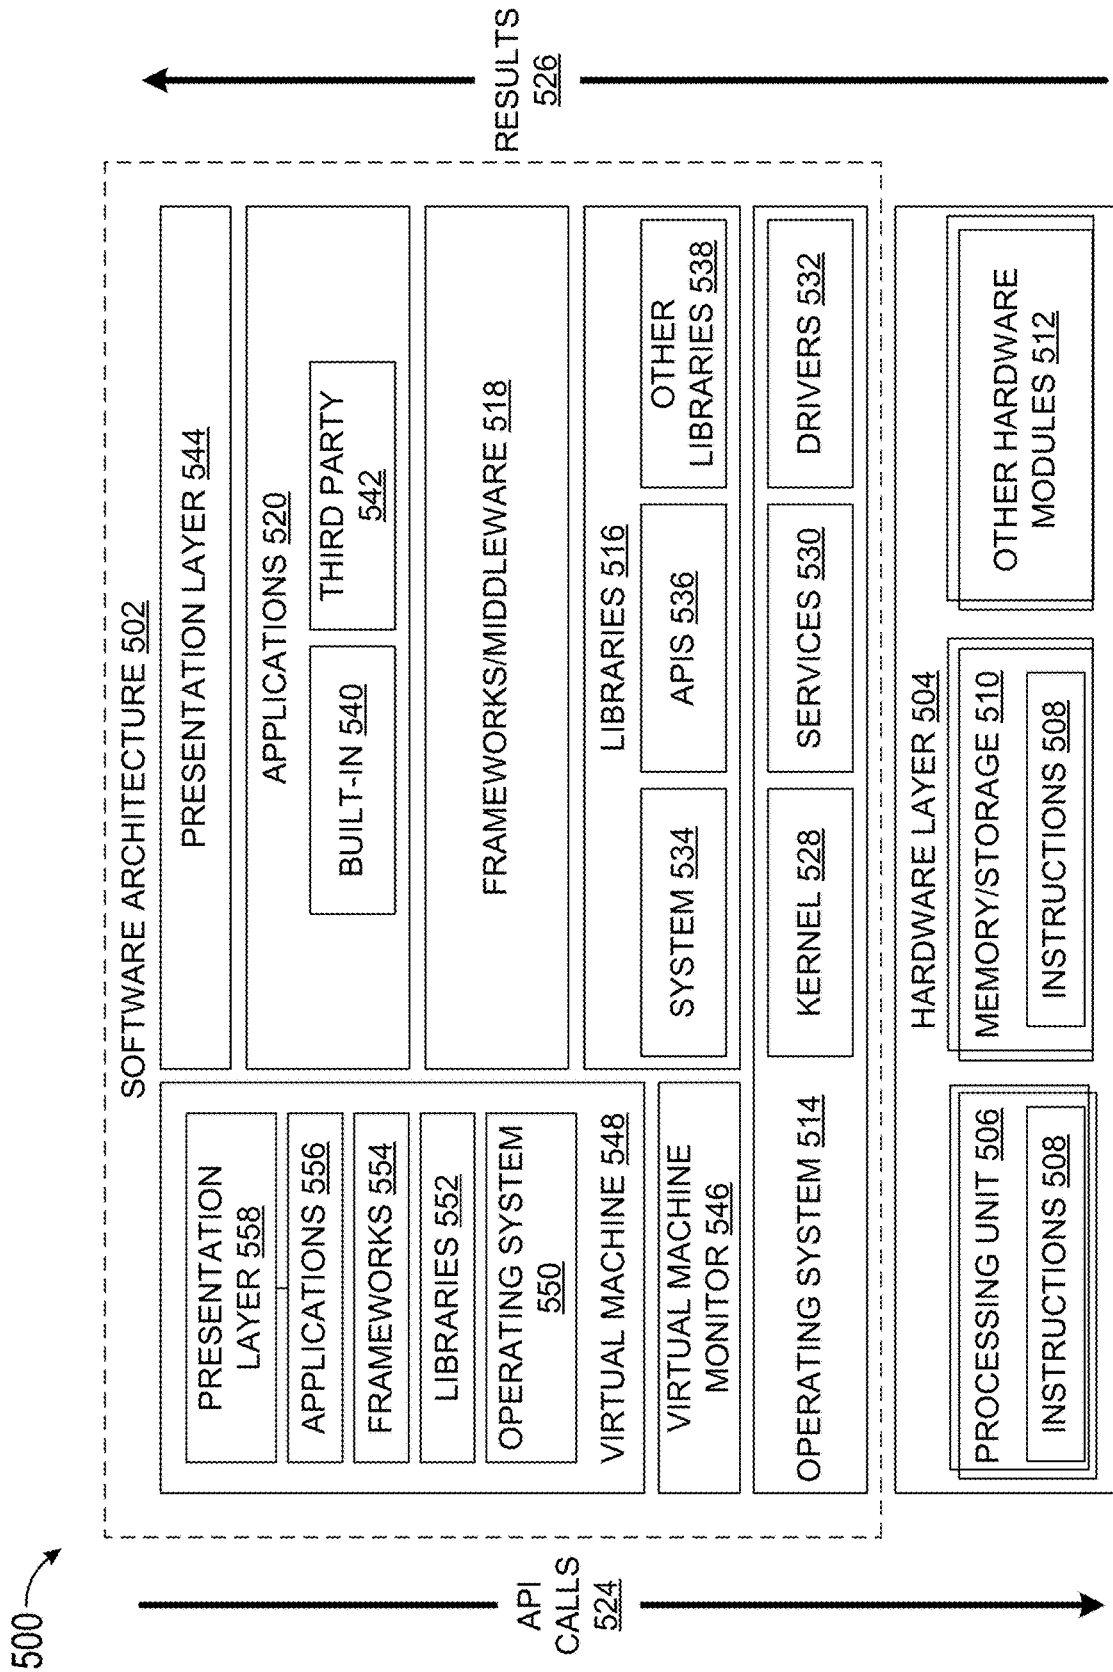 500
SOFTWARE ARCHITECTURE 502
API
CALLS
524
RESULTS
526
PRESENTATION
LAYER 558
APPLICATIONS 556
FRAMEWORKS 554
LIBRARIES 552
OPERATING SYSTEM
550
VIRTUAL MACHINE 548
VIRTUAL MACHINE
MONITOR 546
PRESENTATION LAYER 544
APPLICATIONS 520
BUILT-IN 540
THIRD PARTY
542
FRAMEWORKS/MIDDLEWARE 518
LIBRARIES 516
SYSTEM 534
APIS 536
OTHER
LIBRARIES 538
OPERATING SYSTEM 514
KERNEL 528
SERVICES 530
DRIVERS 532
HARDWARE LAYER 504
PROCESSING UNIT 506
INSTRUCTIONS 508
MEMORY/STORAGE 510
INSTRUCTIONS 508
OTHER HARDWARE
MODULES 512